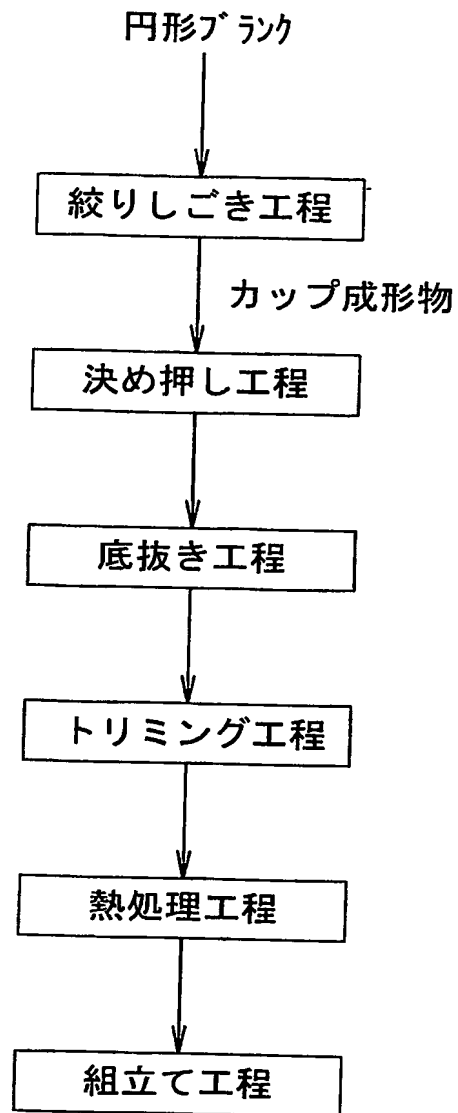 円形ブランク
絞りしごき工程
カップ成形物
決め押し工程
底抜き工程
トリミング工程
熱処理工程
組立て工程